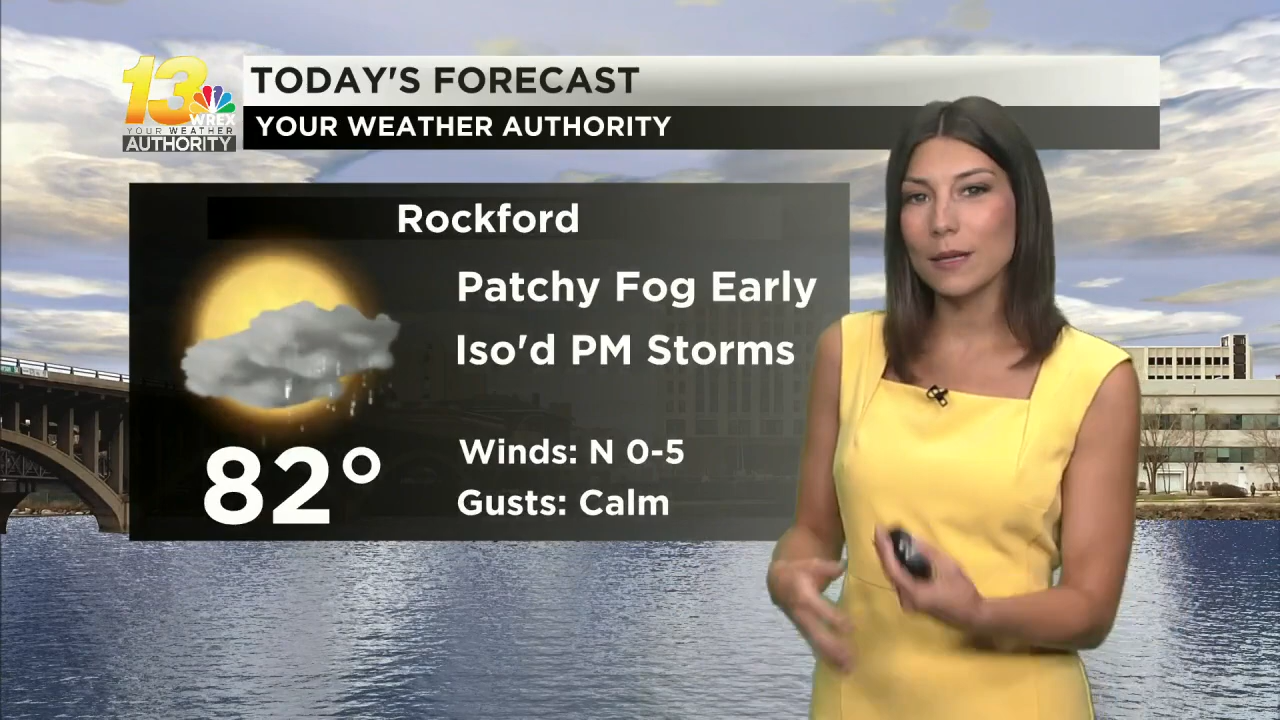 13
WREX
YOUR WEATHER
AUTHORITY
TODAY'S FORECAST
YOUR WEATHER AUTHORITY
Rockford
Patchy Fog Early
Iso'd PM Storms
82°
Winds: N 0-5
Gusts: Calm